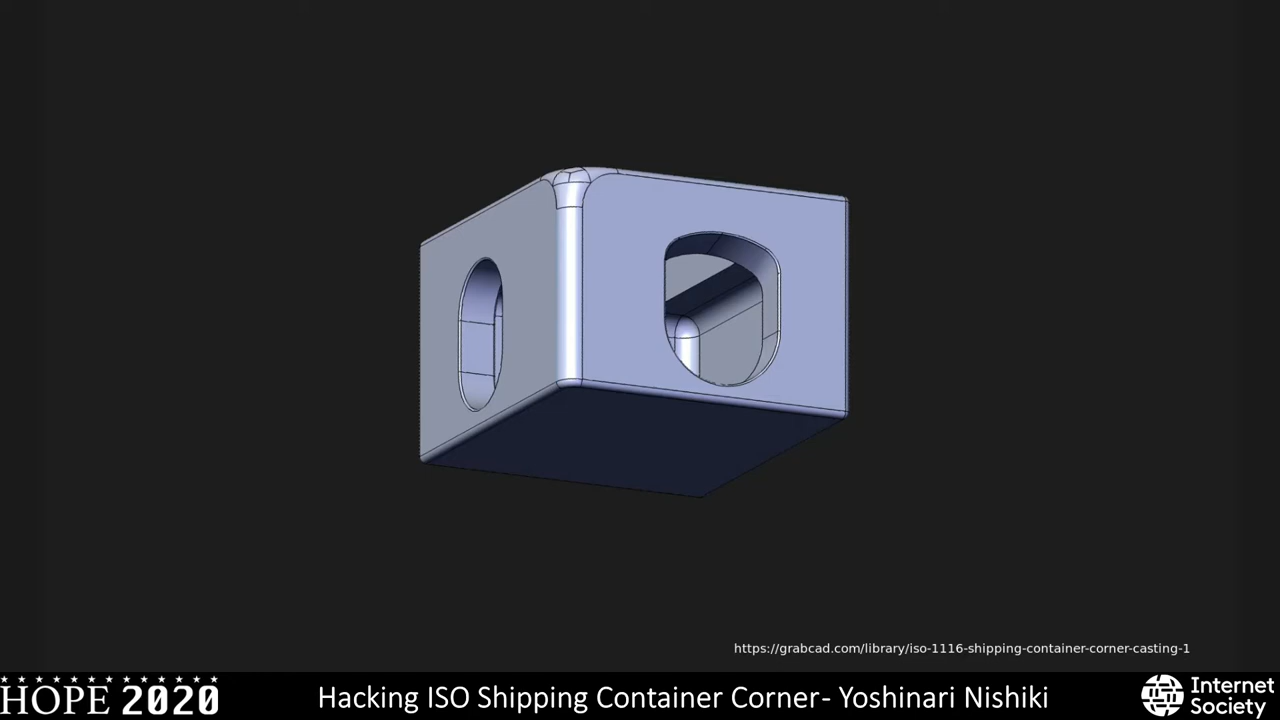 https://grabcad.com/library/iso-1116-shipping-container-corner-casting-1
HOPE 2020
Hacking ISO Shipping Container Corner- Yoshinari Nishiki
Internet
Society